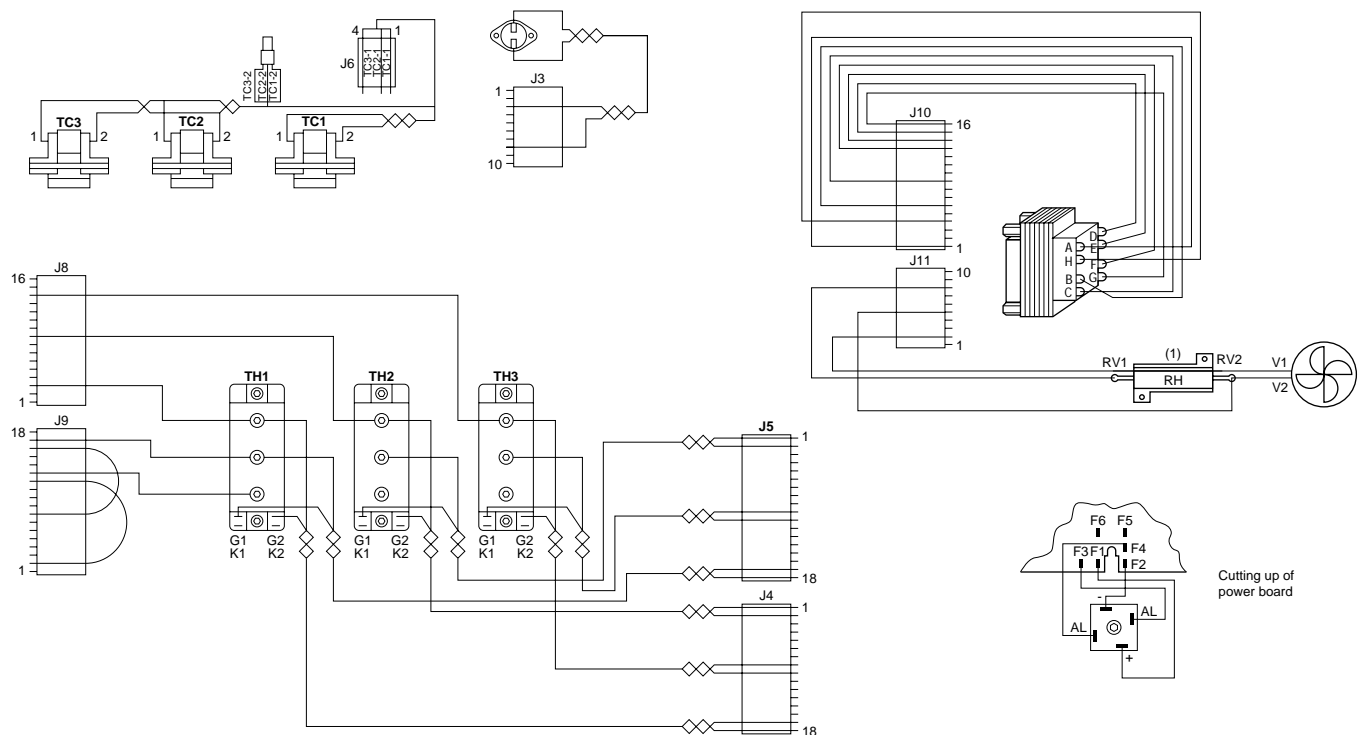 4 1
J6
TC3-1
TC2-1
TC1-1
TC3-2
TC2-2
TC1-2
TC3 TC2 TC1
1 2 1 2 1 2
J3
1
10
J10
16
1
D
A E
H F
B G
C
J11
10
1
RV1 (1) RV2 V1
RH
V2
J8
16
1
J9
18
1
TH1 TH2 TH3
G1 G2 G1 G2 G1 G2
K1 K2 K1 K2 K1 K2
J5
1
18
J4
1
18
F6 F5
F3 F1 F4
F2
- AL
AL
+
Cutting up of
power board